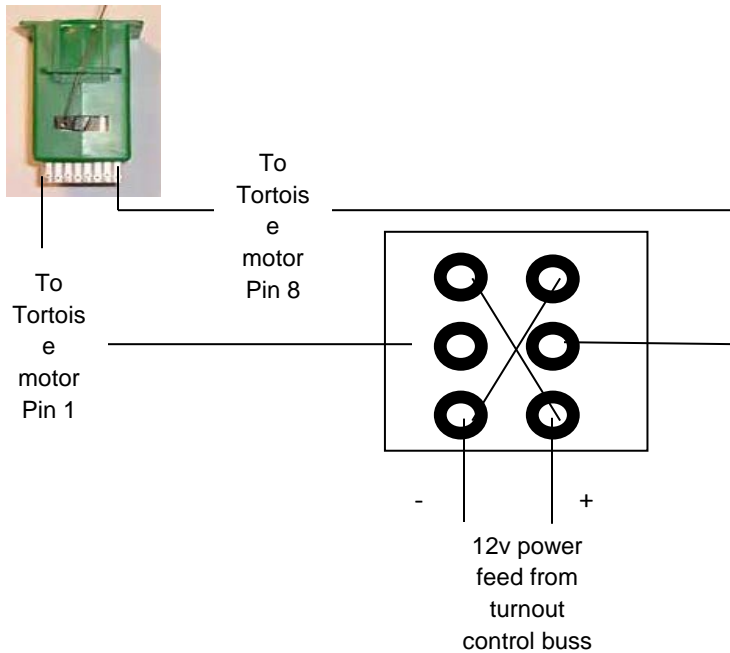 To
Tortois
e
motor
Pin 8
To
Tortois
e
motor
Pin 1
- +
12v power
feed from
turnout
control buss